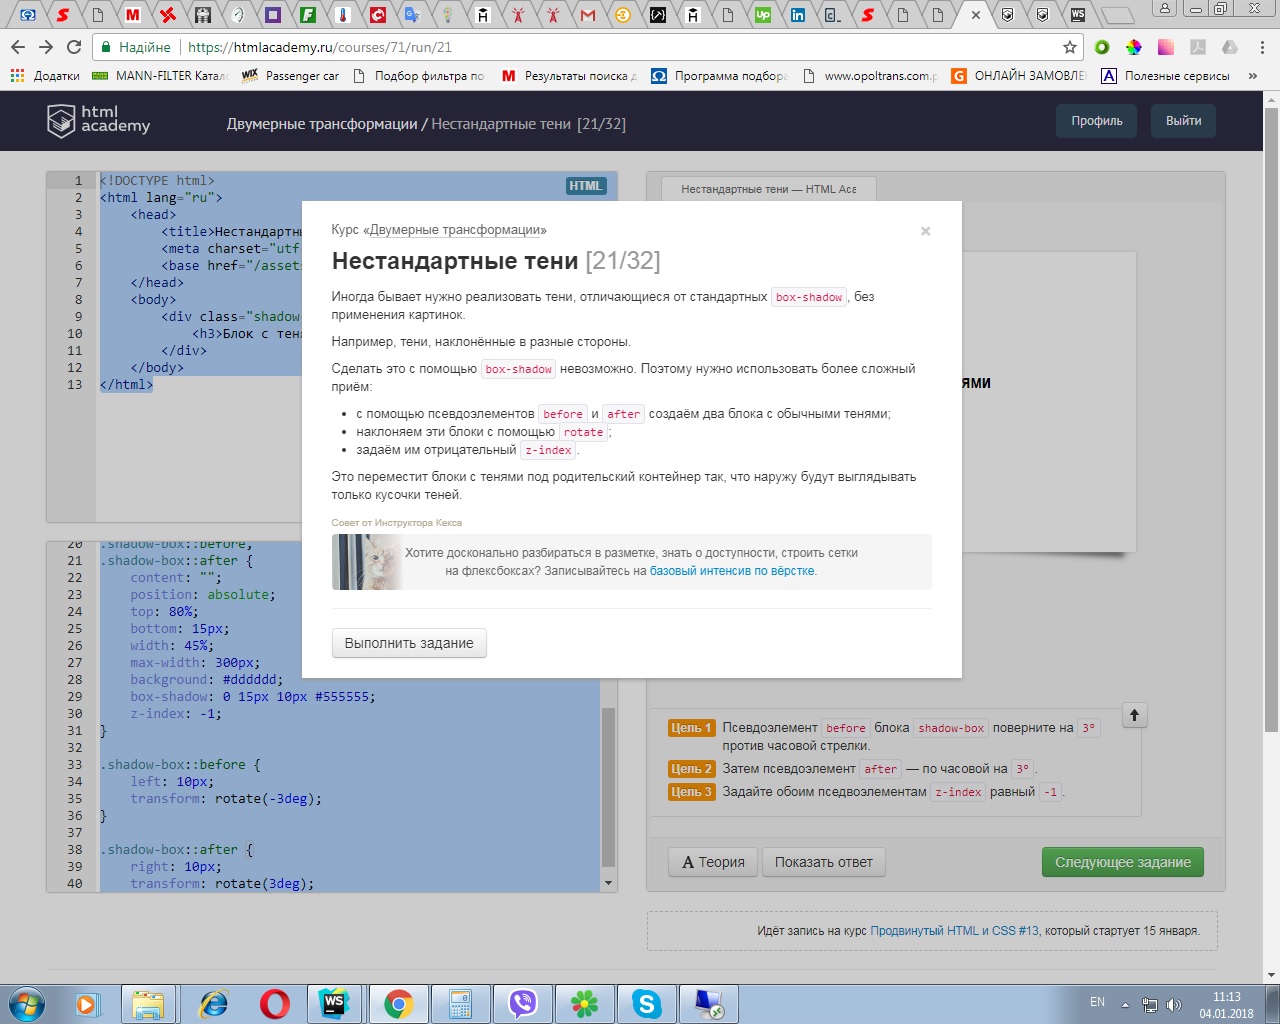 Надійне
https://htmlacademy.ru/courses/71/run/21
Додатки
MANN-FILTER Катал
Passenger car
Подбор фильтра по
Результаты поиска д
Программа подбора
www.opoltrans.com.p
ОНЛАЙН ЗАМОВЛЕ
Полезные сервисы
html
academy
Двумерные трансформации / Нестандартные тени [21/32]
Профиль
Выйти
HTML
1 <!DOCTYPE html>
2 <html lang="ru">
3 <head>
4 <title>Нестандартн
5 <meta charset="utf
6 <base href="/asset
7 </head>
8 <body>
9 <div class="shadow
10 <h3>Блок с тен
11 </div>
12 </body>
13 </html>
20 .shadow-box::before,
21 .shadow-box::after {
22 content: "";
23 position: absolute;
24 top: 80%;
25 bottom: 15px;
26 width: 45%;
27 max-width: 300px;
28 background: #dddddd;
29 box-shadow: 0 15px 10px #555555;
30 z-index: -1;
31 }
32
33 .shadow-box::before {
34 left: 10px;
35 transform: rotate(-3deg);
36 }
37
38 .shadow-box::after {
39 right: 10px;
40 transform: rotate(3deg);
Курс «Двумерные трансформации»
×
Нестандартные тени [21/32]
Иногда бывает нужно реализовать тени, отличающиеся от стандартных box-shadow, без
применения картинок.
Например, тени, наклонённые в разные стороны.
Сделать это с помощью box-shadow невозможно. Поэтому нужно использовать более сложный
приём:
• с помощью псевдоэлементов before и after создаём два блока с обычными тенями;
• наклоняем эти блоки с помощью rotate;
• задаём им отрицательный z-index.
Это переместит блоки с тенями под родительский контейнер так, что наружу будут выглядывать
только кусочки теней.
Совет от Инструктора Кекса
Хотите досконально разбираться в разметке, знать о доступности, строить сетки
на флексбоксах? Записывайтесь на базовый интенсив по вёрстке.
Выполнить задание
Нестандартные тени — HTML Aca
ями
Цель 1 Псевдоэлемент before блока shadow-box поверните на 3°
против часовой стрелки.
Цель 2 Затем псевдоэлемент after — по часовой на 3°.
Цель 3 Задайте обоим пседвоэлементам z-index равный -1.
A Теория
Показать ответ
Следующее задание
Идёт запись на курс Продвинутый HTML и CSS #13, который стартует 15 января.
EN
11:13
04.01.2018